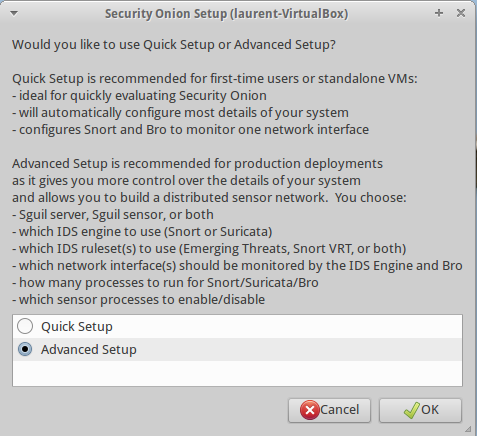 Security Onion Setup (laurent-VirtualBox)
Would you like to use Quick Setup or Advanced Setup?
Quick Setup is recommended for first-time users or standalone VMs:
- ideal for quickly evaluating Security Onion
- will automatically configure most details of your system
- configures Snort and Bro to monitor one network interface
Advanced Setup is recommended for production deployments
as it gives you more control over the details of your system
and allows you to build a distributed sensor network. You choose:
- Sguil server, Sguil sensor, or both
- which IDS engine to use (Snort or Suricata)
- which IDS ruleset(s) to use (Emerging Threats, Snort VRT, or both)
- which network interface(s) should be monitored by the IDS Engine and Bro
- how many processes to run for Snort/Suricata/Bro
- which sensor processes to enable/disable
Quick Setup
Advanced Setup
Cancel OK